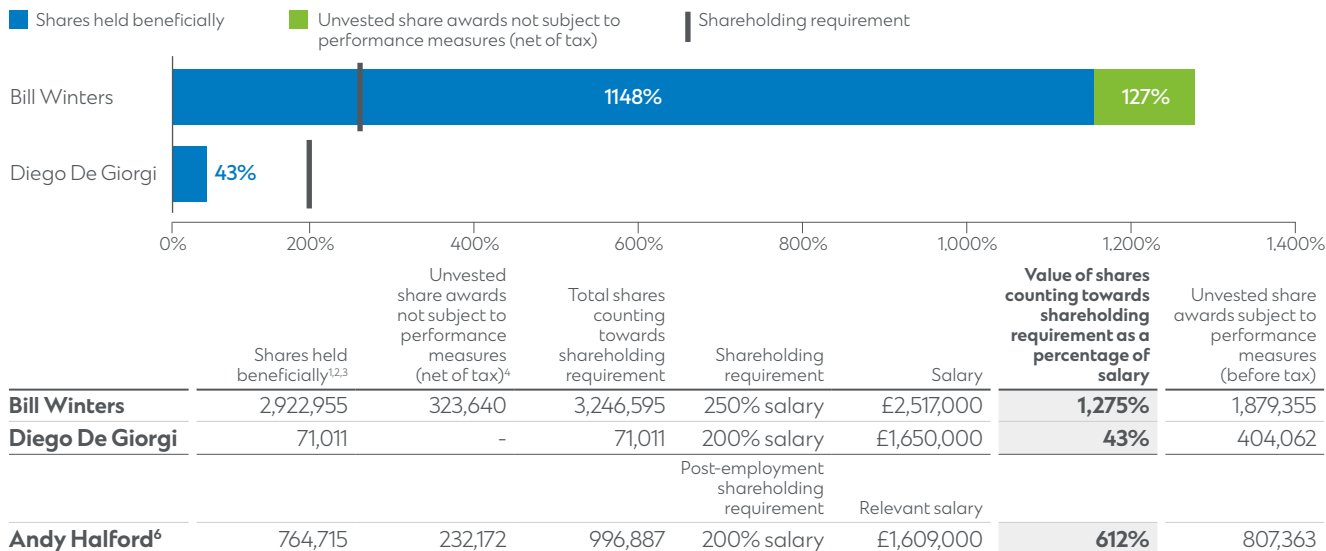 Shares held beneficially
Unvested share awards not subject to
performance measures (net of tax)
Shareholding requirement
Bill Winters
1148%
127%
Diego De Giorgi
43%
0% 200% 400% 600% 800% 1,000% 1,200% 1,400%
Shares held
beneficially1,2,3
Unvested
share awards
not subject to
performance
measures
(net of tax)4
Total shares
counting
towards
shareholding
requirement
Shareholding
requirement
Salary
Value of shares
counting towards
shareholding
requirement as a
percentage of
salary
Unvested share
awards subject to
performance
measures
(before tax)
Bill Winters 2,922,955 323,640 3,246,595 250% salary £2,517,000 1,275% 1,879,355
Diego De Giorgi 71,011 - 71,011 200% salary £1,650,000 43% 404,062
Post-employment
shareholding
requirement
Relevant salary
Andy Halford6 764,715 232,172 996,887 200% salary £1,609,000 612% 807,363